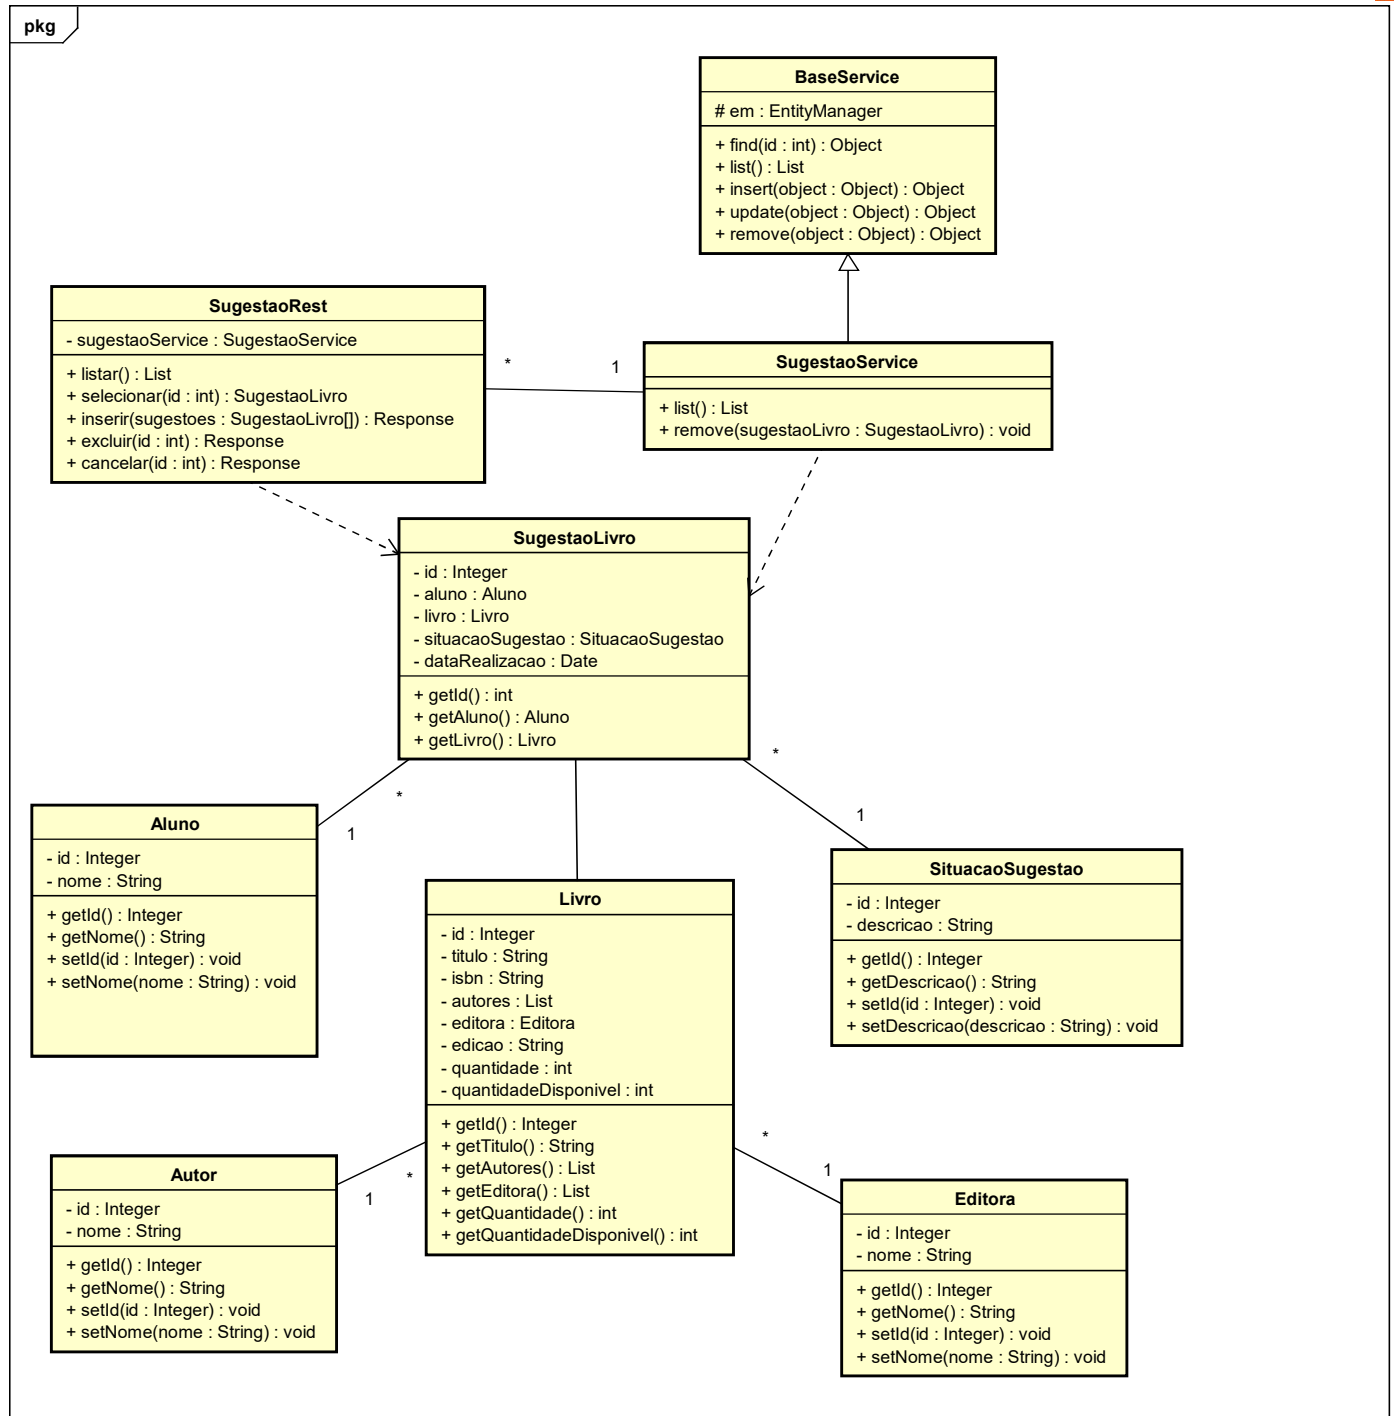 pkg
BaseService
# em : EntityManager
+ find(id : int) : Object
+ list() : List
+ insert(object : Object) : Object
+ update(object : Object) : Object
+ remove(object : Object) : Object
SugestaoRest
- sugestaoService : SugestaoService
+ listar() : List
+ selecionar(id : int) : SugestaoLivro
+ inserir(sugestoes : SugestaoLivro[]) : Response
+ excluir(id : int) : Response
+ cancelar(id : int) : Response
*
1
SugestaoService
+ list() : List
+ remove(sugestaoLivro : SugestaoLivro) : void
SugestaoLivro
- id : Integer
- aluno : Aluno
- livro : Livro
- situacaoSugestao : SituacaoSugestao
- dataRealizacao : Date
+ getId() : int
+ getAluno() : Aluno
+ getLivro() : Livro
*
1
*
1
Aluno
- id : Integer
- nome : String
+ getId() : Integer
+ getNome() : String
+ setId(id : Integer) : void
+ setNome(nome : String) : void
Livro
- id : Integer
- titulo : String
- isbn : String
- autores : List
- editora : Editora
- edicao : String
- quantidade : int
- quantidadeDisponivel : int
+ getId() : Integer
+ getTitulo() : String
+ getAutores() : List
+ getEditora() : List
+ getQuantidade() : int
+ getQuantidadeDisponivel() : int
SituacaoSugestao
- id : Integer
- descricao : String
+ getId() : Integer
+ getDescricao() : String
+ setId(id : Integer) : void
+ setDescricao(descricao : String) : void
*
1
*
1
Autor
- id : Integer
- nome : String
+ getId() : Integer
+ getNome() : String
+ setId(id : Integer) : void
+ setNome(nome : String) : void
Editora
- id : Integer
- nome : String
+ getId() : Integer
+ getNome() : String
+ setId(id : Integer) : void
+ setNome(nome : String) : void